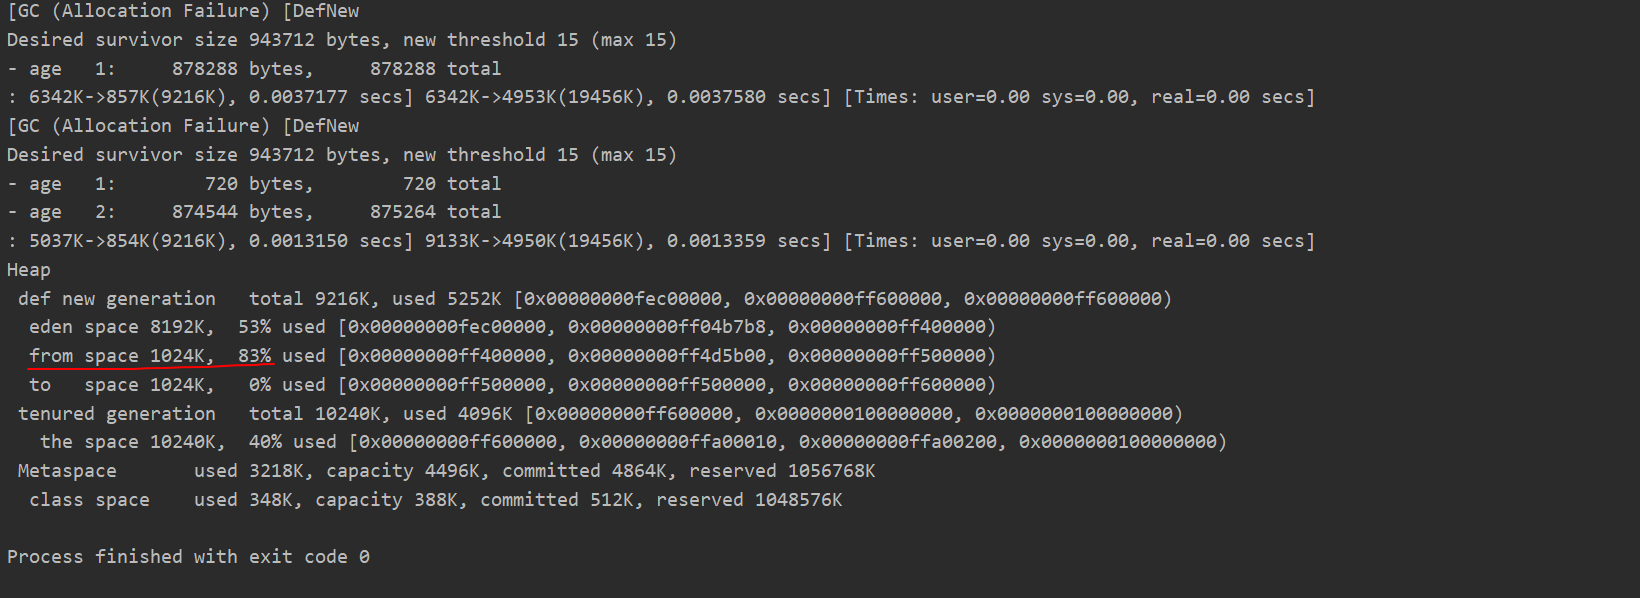 [GC (Allocation Failure) [DefNew
Desired survivor size 943712 bytes, new threshold 15 (max 15)
- age   1:     878288 bytes,     878288 total
: 6342K->857K(9216K), 0.0037177 secs] 6342K->4953K(19456K), 0.0037580 secs] [Times: user=0.00 sys=0.00, real=0.00 secs]
[GC (Allocation Failure) [DefNew
Desired survivor size 943712 bytes, new threshold 15 (max 15)
- age   1:        720 bytes,        720 total
- age   2:     874544 bytes,     875264 total
: 5037K->854K(9216K), 0.0013150 secs] 9133K->4950K(19456K), 0.0013359 secs] [Times: user=0.00 sys=0.00, real=0.00 secs]
Heap
 def new generation   total 9216K, used 5252K [0x00000000fec00000, 0x00000000ff600000, 0x00000000ff600000)
  eden space 8192K,  53% used [0x00000000fec00000, 0x00000000ff04b7b8, 0x00000000ff400000)
  from space 1024K,  83% used [0x00000000ff400000, 0x00000000ff4d5b00, 0x00000000ff500000)
  to   space 1024K,   0% used [0x00000000ff500000, 0x00000000ff500000, 0x00000000ff600000)
 tenured generation   total 10240K, used 4096K [0x00000000ff600000, 0x0000000100000000, 0x0000000100000000)
   the space 10240K,  40% used [0x00000000ff600000, 0x00000000ffa00010, 0x00000000ffa00200, 0x0000000100000000)
 Metaspace       used 3218K, capacity 4496K, committed 4864K, reserved 1056768K
  class space    used 348K, capacity 388K, committed 512K, reserved 1048576K
Process finished with exit code 0